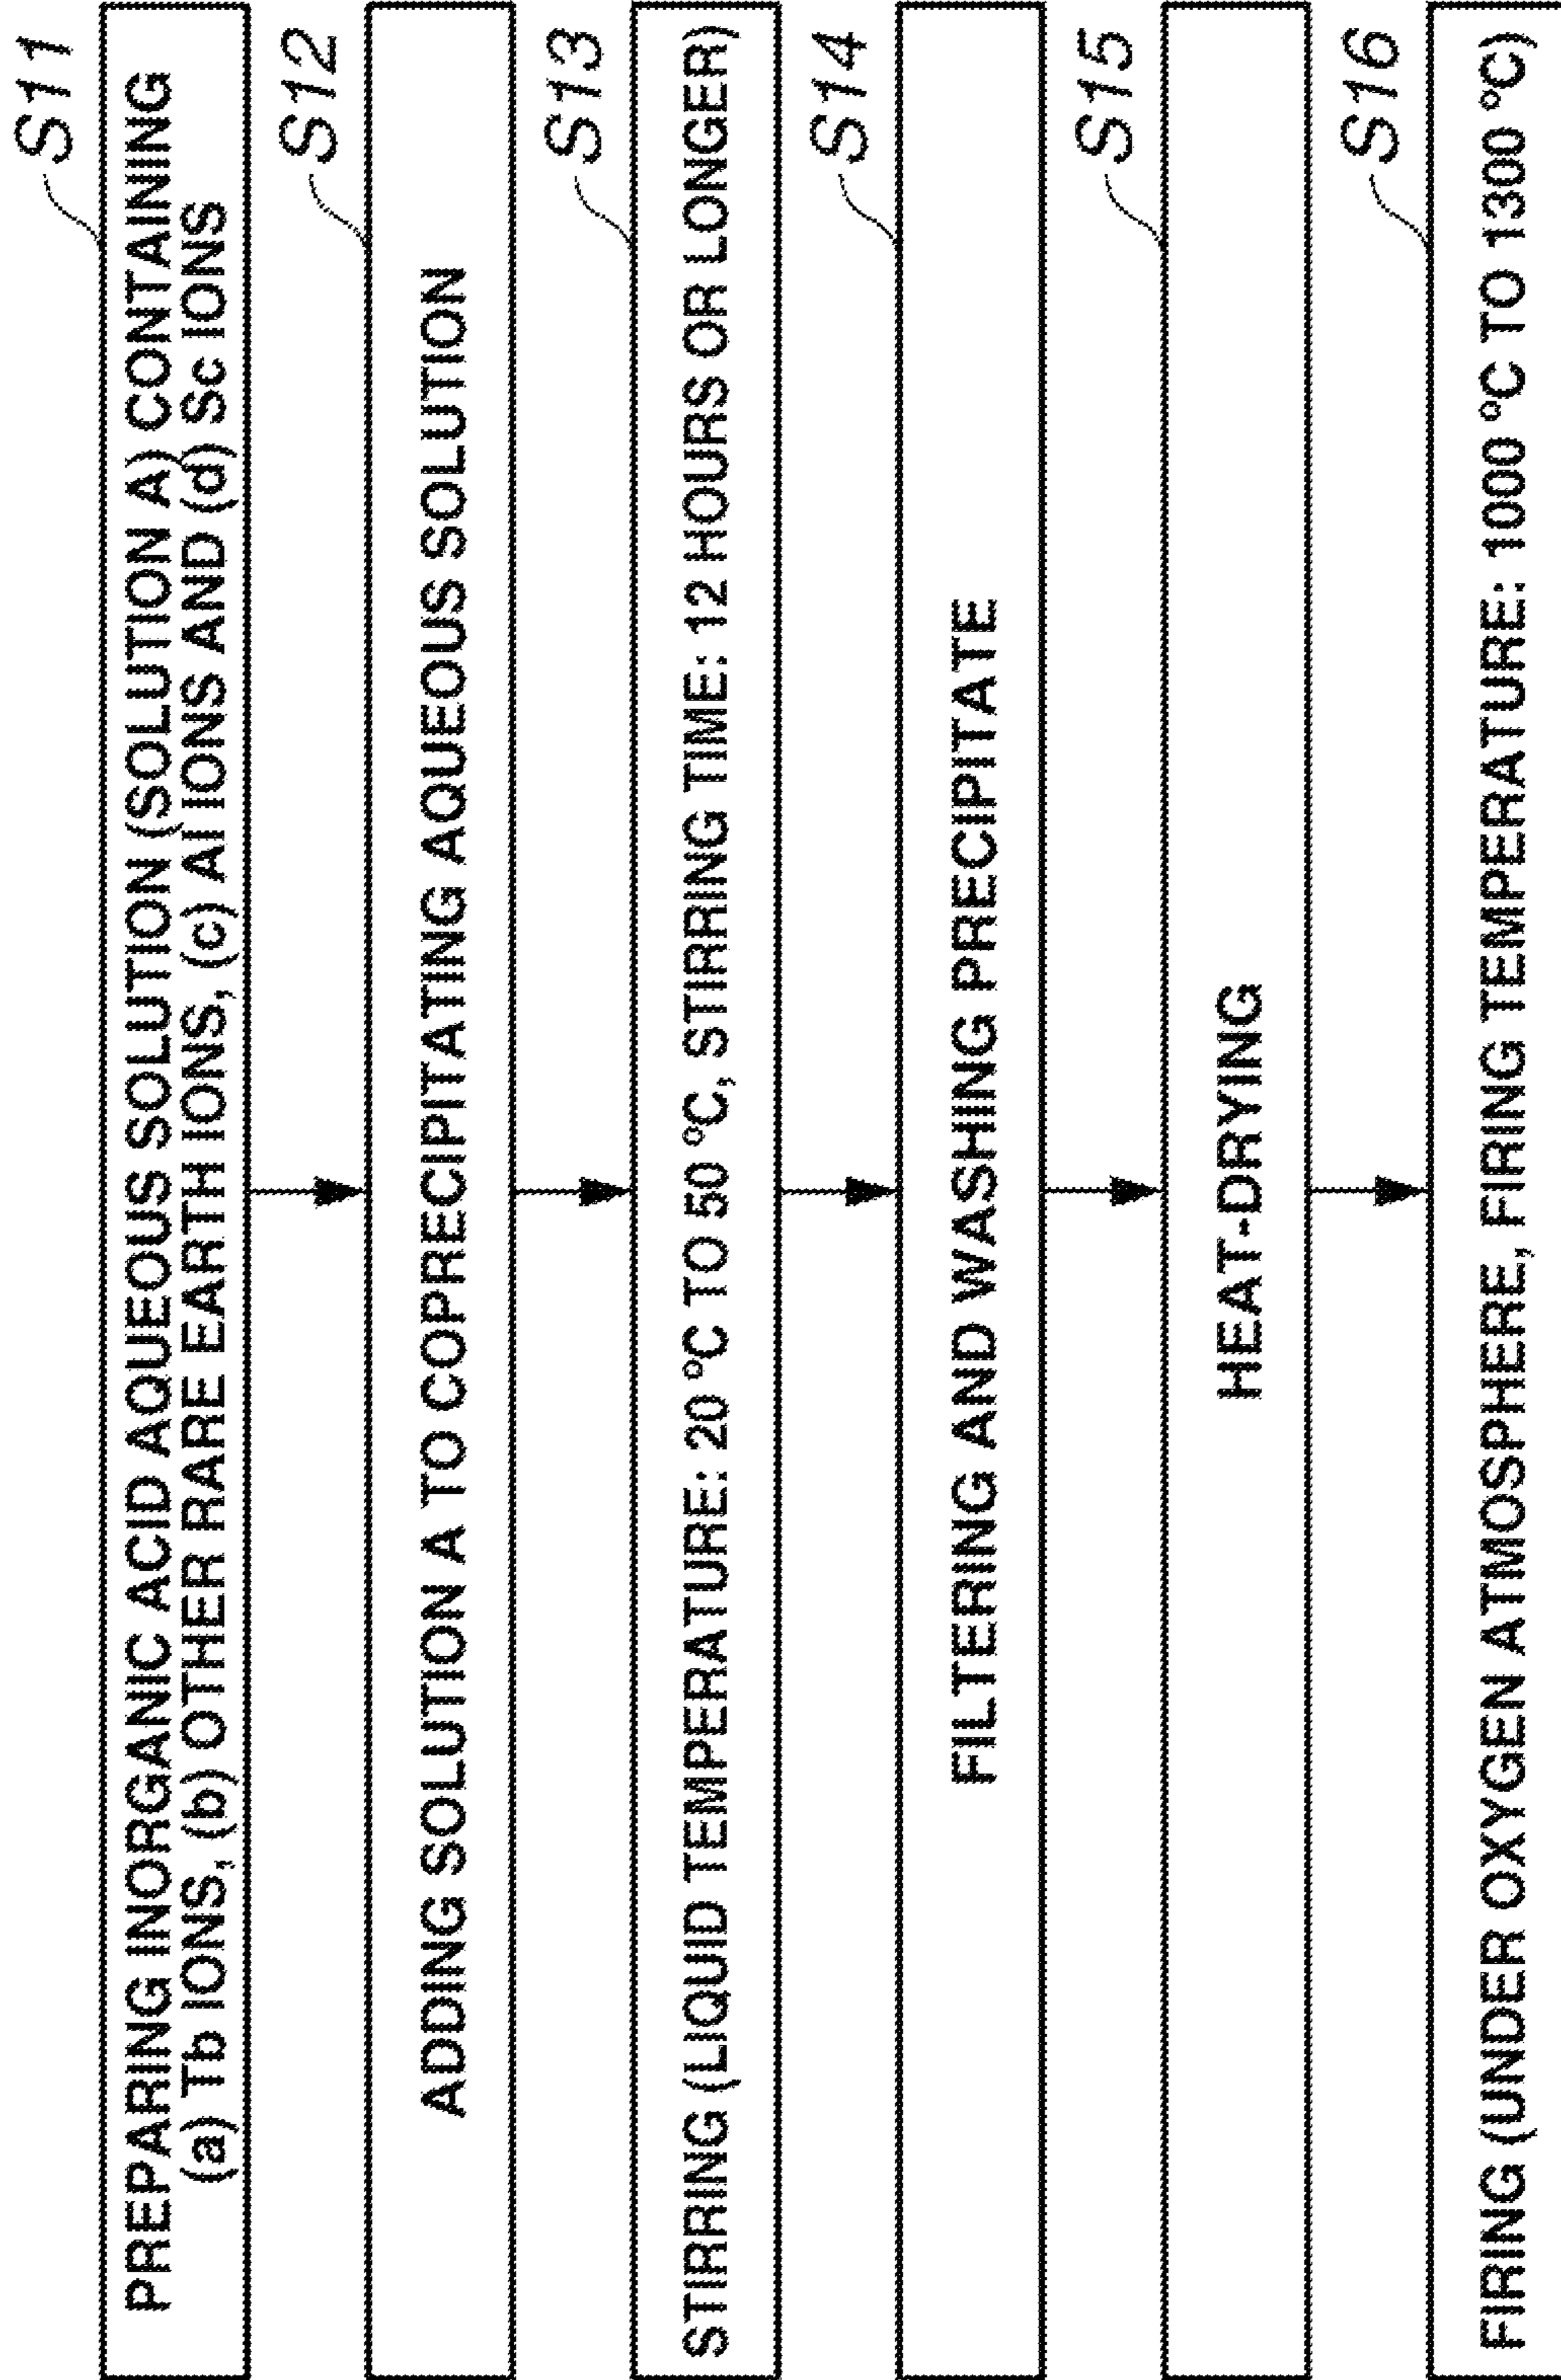 S11
PREPARING INORGANIC ACID AQUEOUS SOLUTION (SOLUTION A) CONTAINING
(a) Tb IONS, (b) OTHER RARE EARTH IONS, (c) Al IONS AND (d) Sc IONS
S12
ADDING SOLUTION A TO COPRECIPITATING AQUEOUS SOLUTION
S13
STIRRING (LIQUID TEMPERATURE: 20 °C TO 50 °C, STIRRING TIME: 12 HOURS OR LONGER)
S14
FILTERING AND WASHING PRECIPITATE
S15
HEAT-DRYING
S16
FIRING (UNDER OXYGEN ATMOSPHERE, FIRING TEMPERATURE: 1000 °C TO 1300 °C)